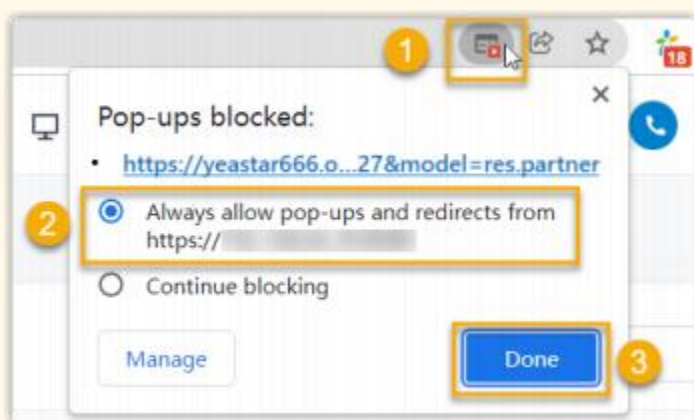 1
18
Pop-ups blocked:
https://yeastar666.o...27&model=res.partner
2
Always allow pop-ups and redirects from
https://
Continue blocking
Manage
Done
3